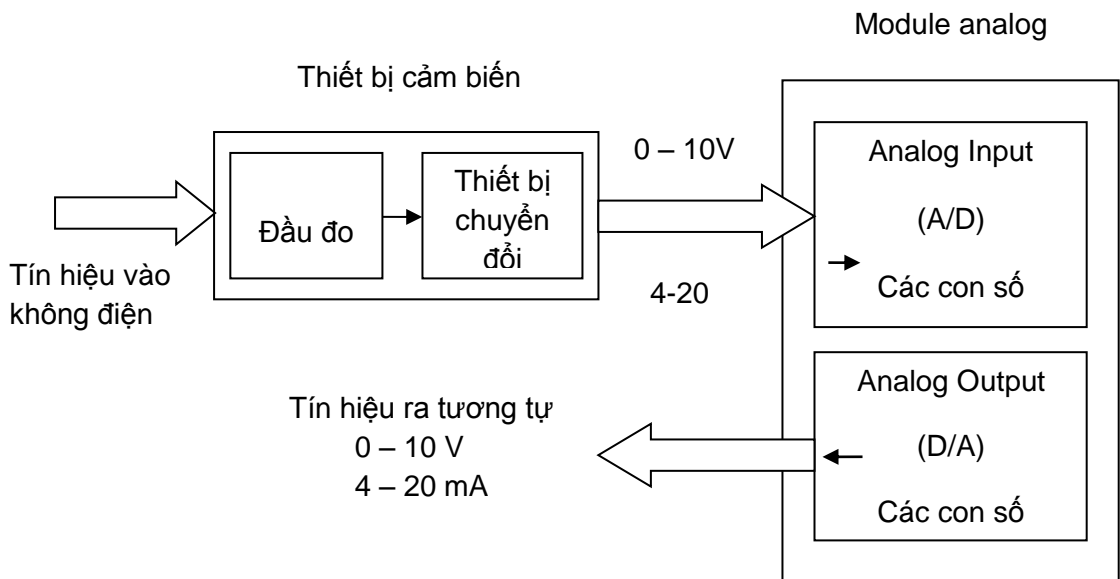 Module analog
Thiết bị cảm biến
Tín hiệu vào
không điện
Đầu đo
Thiết bị
chuyển
đổi
0 – 10V
4-20
Analog Input
(A/D)
Các con số
Analog Output
(D/A)
Các con số
Tín hiệu ra tương tự
0 – 10 V
4 – 20 mA